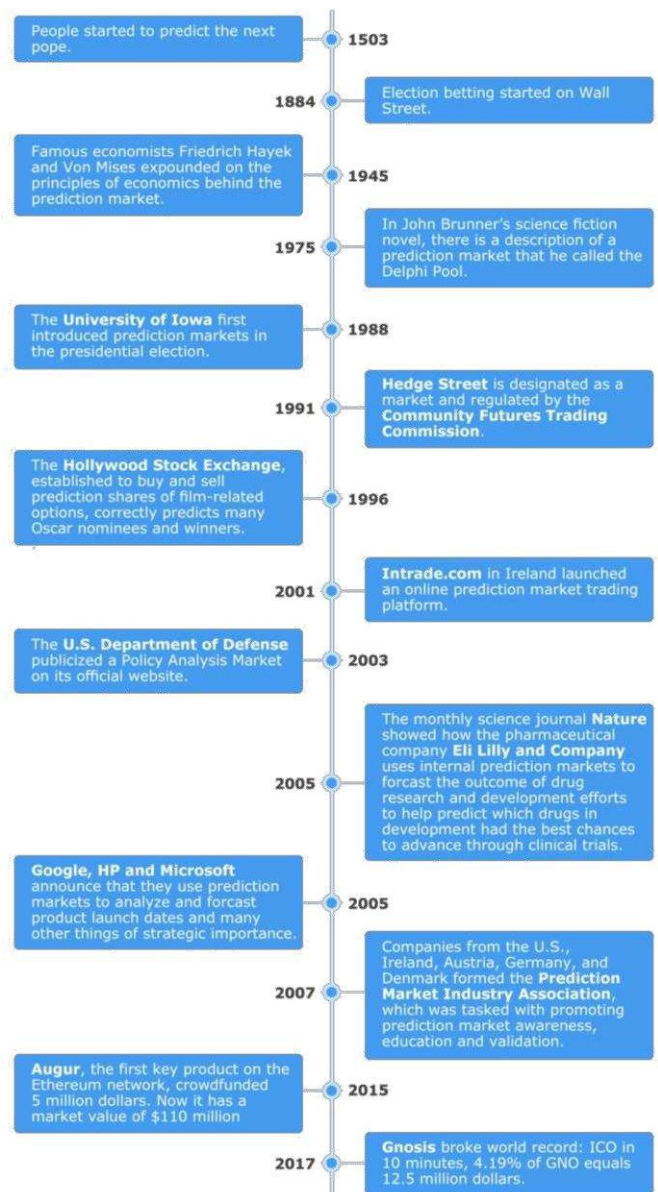 People started to predict the next
pope.
1503
1884
Election betting started on Wall
Street.
Famous economists Friedrich Hayek
and Von Mises expounded on the
principles of economics behind the
prediction market.
1945
1975
In John Brunner's science fiction
novel, there is a description of a
prediction market that he called the
Delphi Pool.
The University of Iowa first
introduced prediction markets in
the presidential election.
1988
1991
Hedge Street is designated as a
market and regulated by the
Community Futures Trading
Commission.
The Hollywood Stock Exchange,
established to buy and sell
prediction shares of film-related
options, correctly predicts many
Oscar nominees and winners.
1996
2001
Intrade.com in Ireland launched
an online prediction market trading
platform.
The U.S. Department of Defense
publicized a Policy Analysis Market
on its official website.
2003
2005
The monthly science journal Nature
showed how the pharmaceutical
company Eli Lilly and Company
uses internal prediction markets to
forcast the outcome of drug
research and development efforts
to help predict which drugs in
development had the best chances
to advance through clinical trials.
Google, HP and Microsoft
announce that they use prediction
markets to analyze and forcast
product launch dates and many
other things of strategic importance.
2005
2007
Companies from the U.S.,
Ireland, Austria, Germany, and
Denmark formed the Prediction
Market Industry Association,
which was tasked with promoting
prediction market awareness,
education and validation.
Augur, the first key product on the
Ethereum network, crowdfunded
5 million dollars. Now it has a
market value of $110 million
2015
2017
Gnosis broke world record: ICO in
10 minutes, 4.19% of GNO equals
12.5 million dollars.